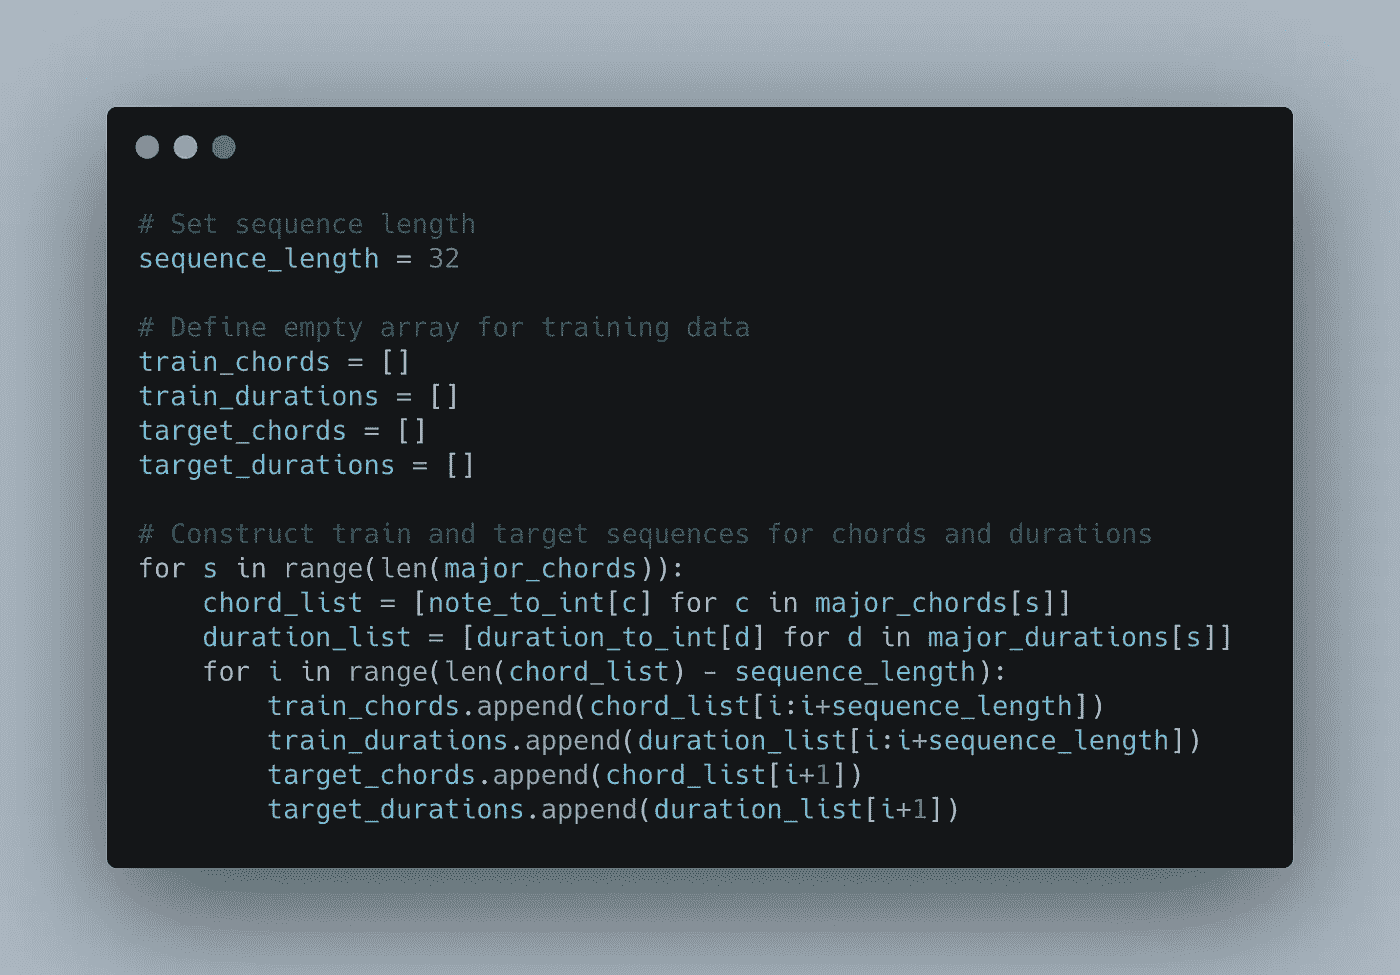 # Set sequence length
sequence_length = 32
# Define empty array for training data
train_chords = []
train_durations = []
target_chords = []
target_durations = []
# Construct train and target sequences for chords and durations
for s in range(len(major_chords)):
    chord_list = [note_to_int[c] for c in major_chords[s]]
    duration_list = [duration_to_int[d] for d in major_durations[s]]
    for i in range(len(chord_list) - sequence_length):
        train_chords.append(chord_list[i:i+sequence_length])
        train_durations.append(duration_list[i:i+sequence_length])
        target_chords.append(chord_list[i+1])
        target_durations.append(duration_list[i+1])